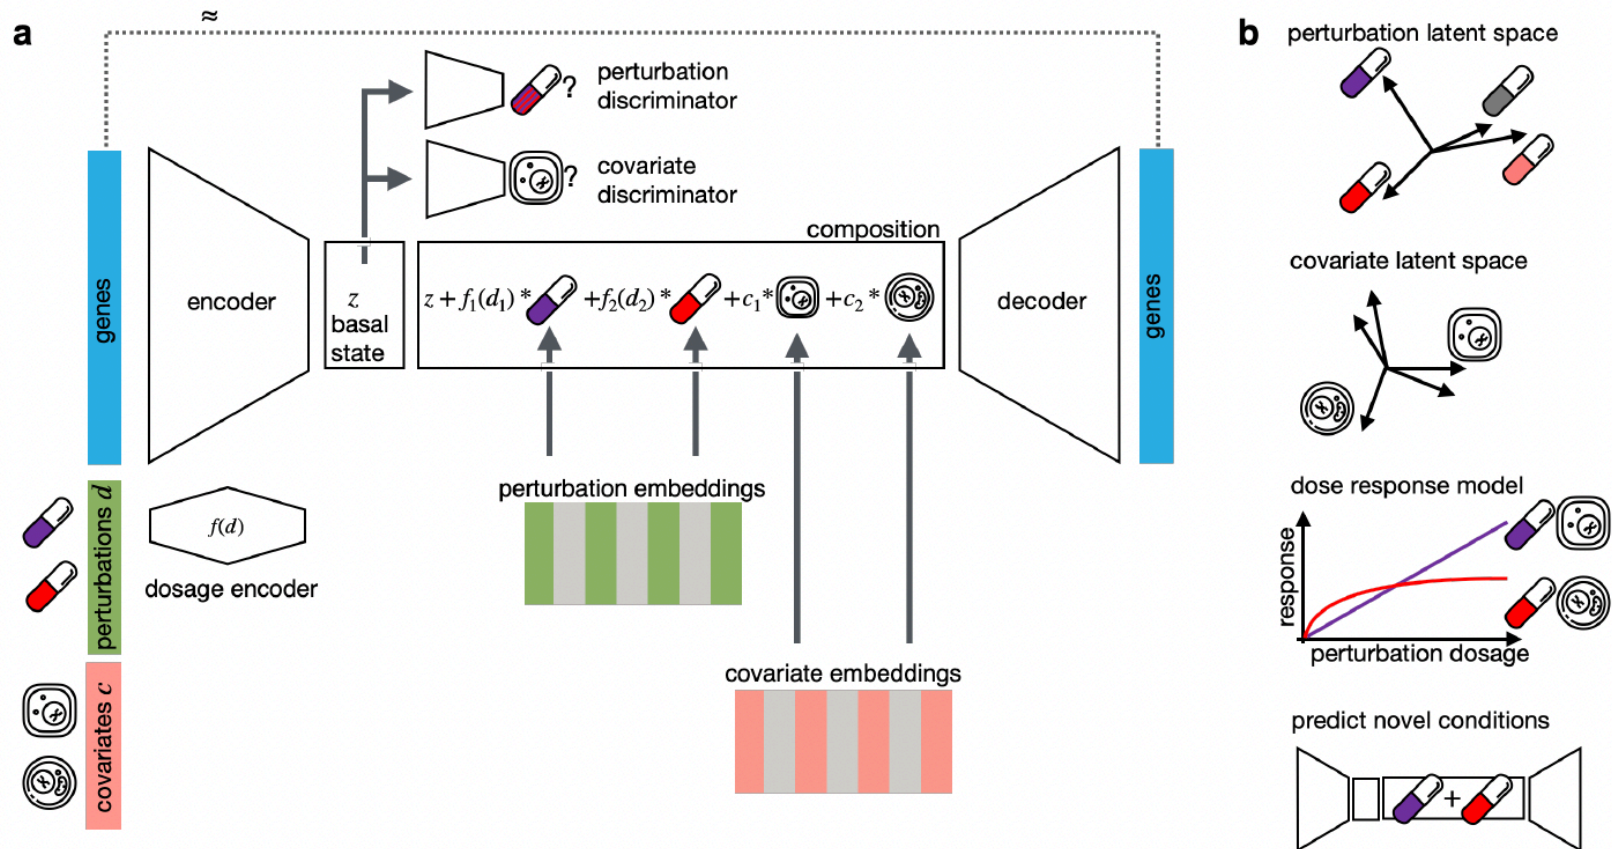 a
≈
perturbation
discriminator
?
covariate
discriminator
?
composition
genes
encoder
z
basal
state
z + f₁(d₁) * +f₂(d₂) * +c₁* +c₂ *
decoder
genes
perturbations d
f(d)
dosage encoder
perturbation embeddings
covariates c
covariate embeddings
b
perturbation latent space
covariate latent space
dose response model
response
perturbation dosage
predict novel conditions
+